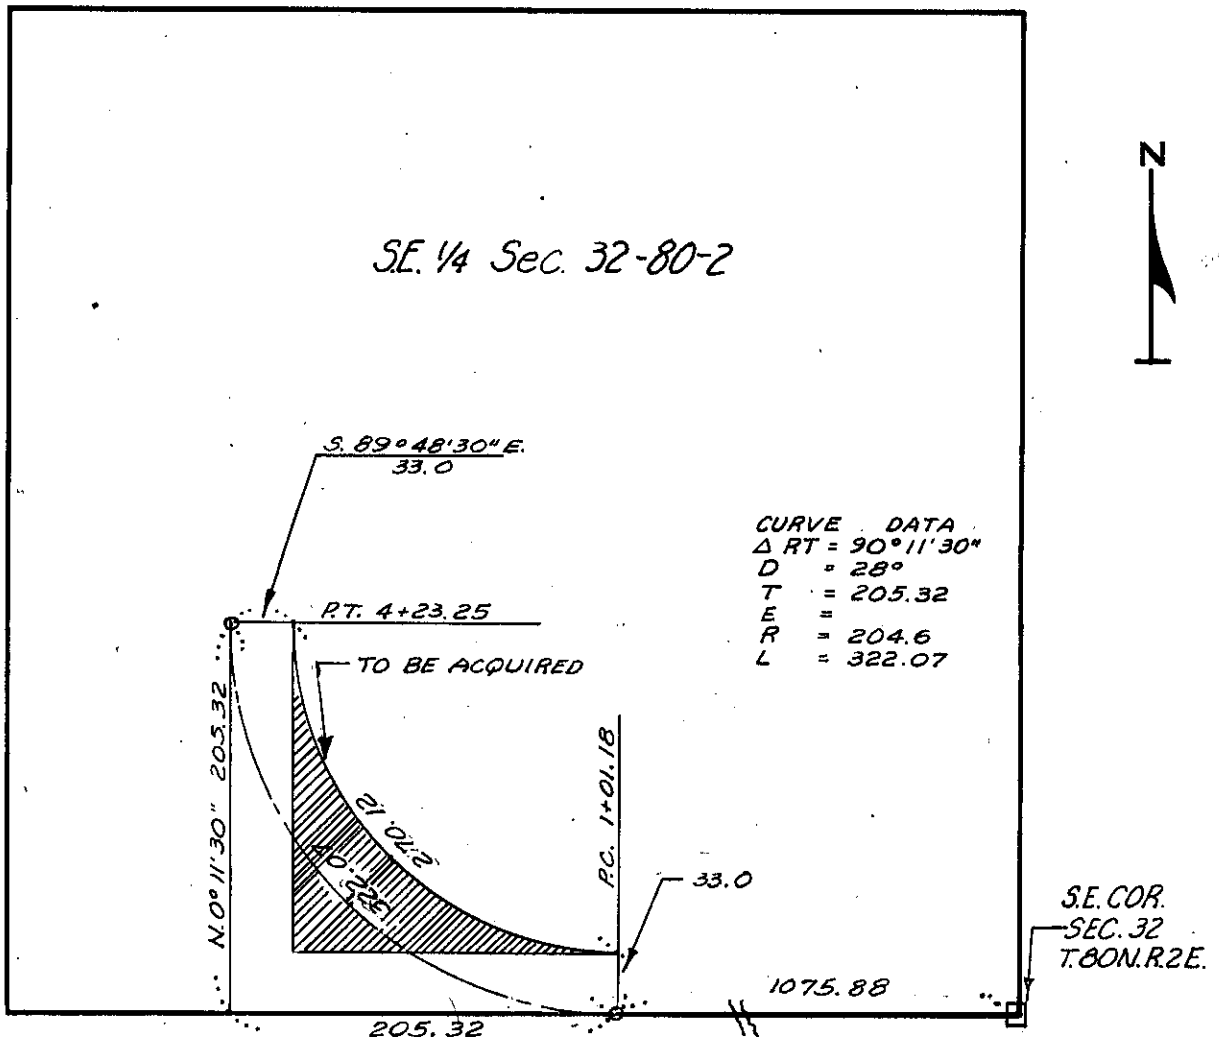 N
S.E. 1/4 Sec. 32-80-2
S. 89°48'30" E.
33.0
CURVE DATA
Δ RT = 90°11'30"
D = 28°
T = 205.32
E =
R = 204.6
L = 322.07
P.T. 4+23.25
TO BE ACQUIRED
N. 0°11'30" 205.32
270.12
322.07
P.C. 1+01.18
33.0
S.E. COR.
SEC. 32
T.80N.R.2E.
1075.88
205.32